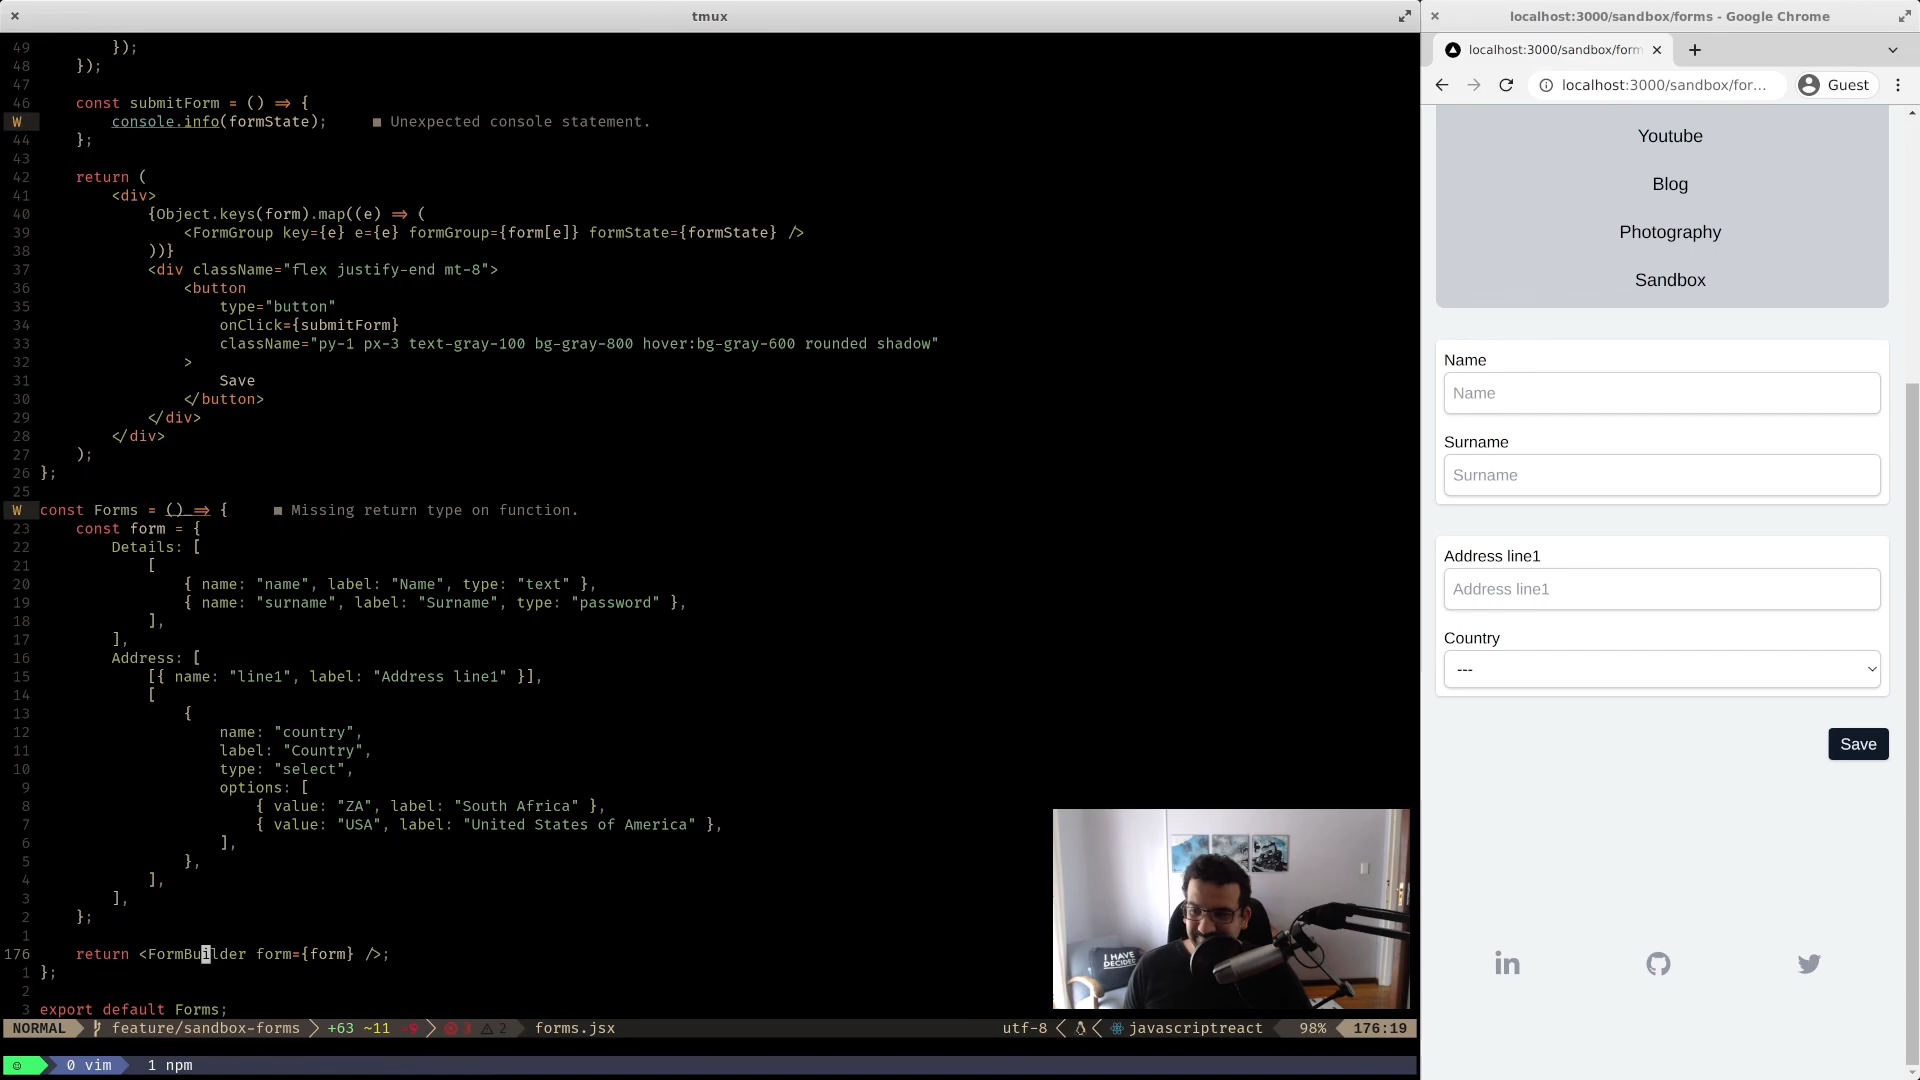 tmux
49 });
48 });
47
46 const submitForm = () => {
W console.info(formState); ■ Unexpected console statement.
44 };
43
42 return (
41 <div>
40 {Object.keys(form).map((e) => (
39 <FormGroup key={e} e={e} formGroup={form[e]} formState={formState} />
38 ))}
37 <div className="flex justify-end mt-8">
36 <button
35 type="button"
34 onClick={submitForm}
33 className="py-1 px-3 text-gray-100 bg-gray-800 hover:bg-gray-600 rounded shadow"
32 >
31 Save
30 </button>
29 </div>
28 </div>
27 );
26 };
25
W const Forms = () => { ■ Missing return type on function.
23 const form = {
22 Details: [
21 [
20 { name: "name", label: "Name", type: "text" },
19 { name: "surname", label: "Surname", type: "password" },
18 ],
17 ],
16 Address: [
15 [{ name: "line1", label: "Address line1" }],
14 [
13 {
12 name: "country",
11 label: "Country",
10 type: "select",
9 options: [
8 { value: "ZA", label: "South Africa" },
7 { value: "USA", label: "United States of America" },
6 ],
5 },
4 ],
3 ],
2 };
1
176 return <FormBuilder form={form} />;
1 };
2
3 export default Forms;
NORMAL feature/sandbox-forms +63 ~11 -9 3 2 forms.jsx utf-8 javascriptreact 98% 176:19
0 vim 1 npm
I HAVE
DECIDED
localhost:3000/sandbox/forms - Google Chrome
localhost:3000/sandbox/form
localhost:3000/sandbox/for... Guest
Youtube
Blog
Photography
Sandbox
Name
Name
Surname
Surname
Address line1
Address line1
Country
---
Save
in